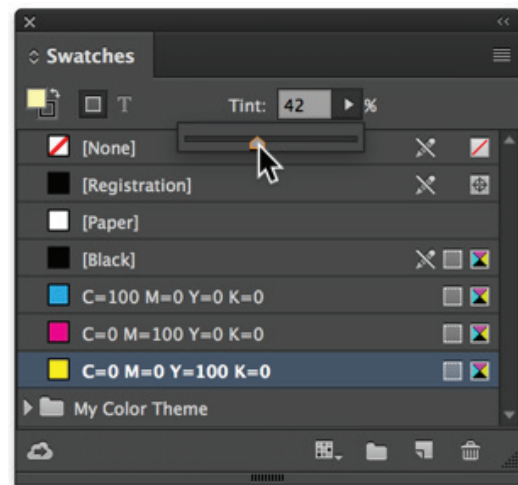 Swatches
T Tint: 42 %
[None]
[Registration]
[Paper]
[Black]
C=100 M=0 Y=0 K=0
C=0 M=100 Y=0 K=0
C=0 M=0 Y=100 K=0
My Color Theme